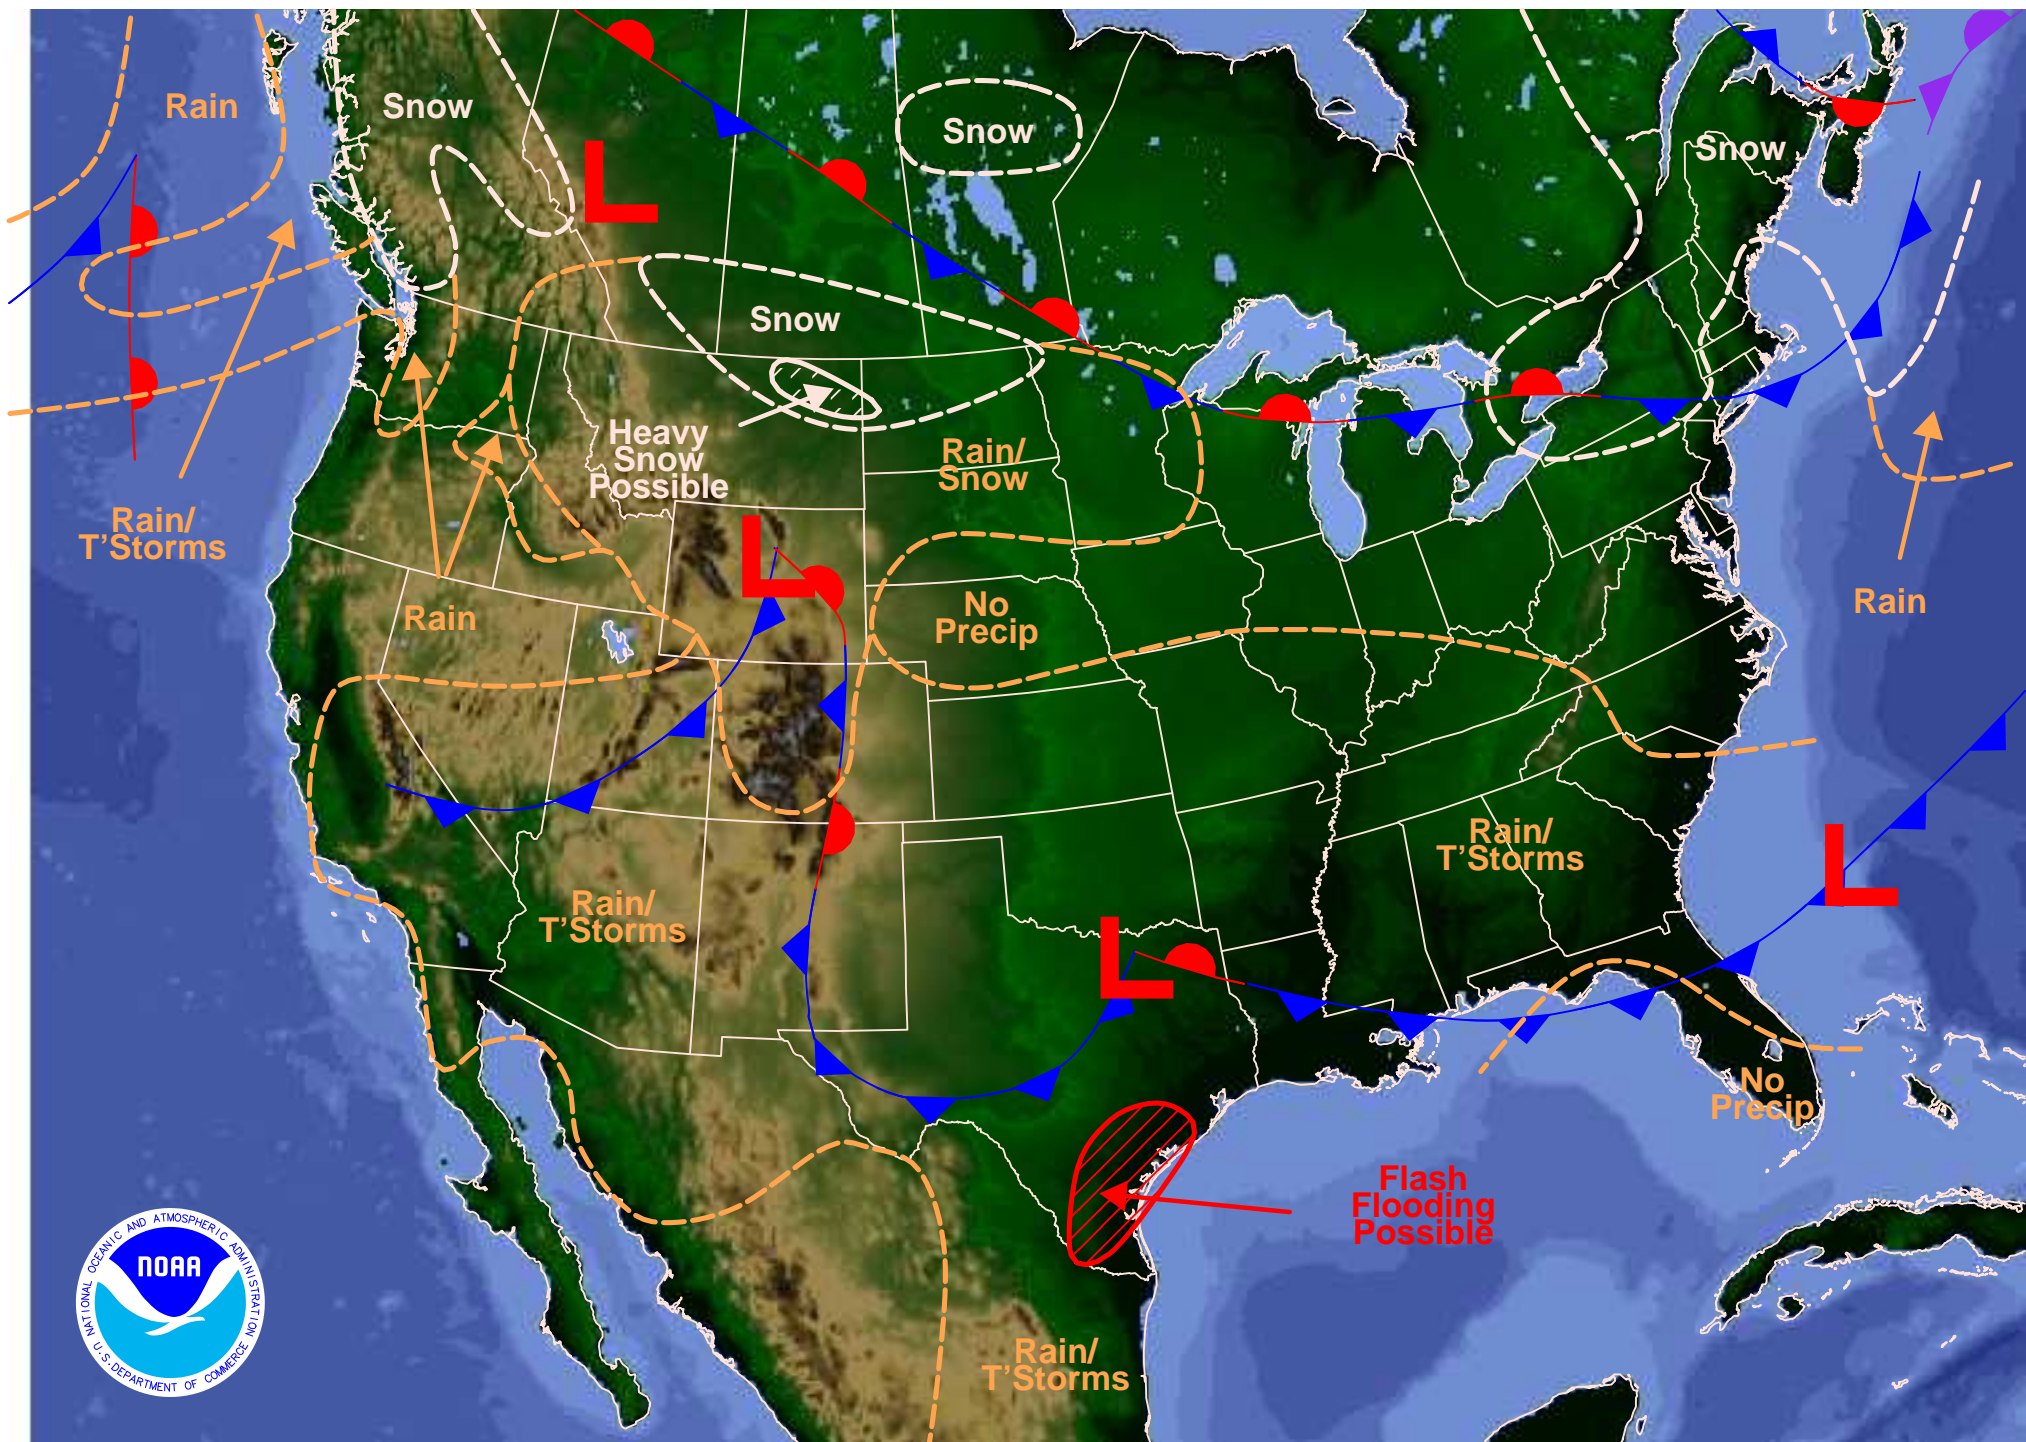 Rain
Snow
Snow
Snow
Snow
Heavy
Snow
Possible
Rain/
Snow
Rain/
T'Storms
Rain
No
Precip
Rain
Rain/
T'Storms
Rain/
T'Storms
L
L
L
L
No
Precip
Flash
Flooding
Possible
Rain/
T'Storms
NATIONAL OCEANIC AND ATMOSPHERIC ADMINISTRATION
NOAA
U.S. DEPARTMENT OF COMMERCE